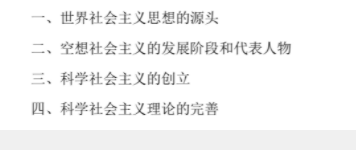 一、世界社会主义思想的源头
二、空想社会主义的发展阶段和代表人物
三、科学社会主义的创立
四、科学社会主义理论的完善